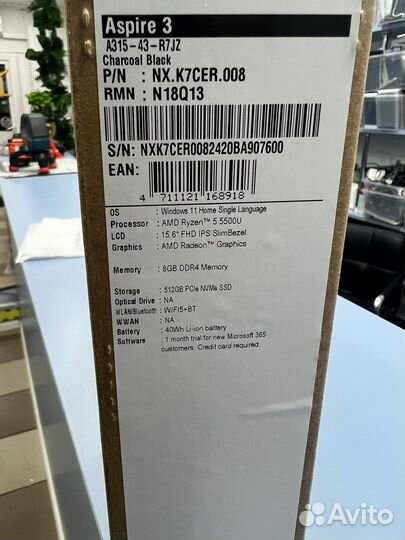 Aspire 3
A315-43-R7JZ
Charcoal Black
P/N : NX.K7CER.008
RMN : N18Q13
S/N: NXK7CER0082420BA907600
EAN:
4 711121 168918
OS : Windows 11 Home Single Language
Processor : AMD Ryzen™ 5 5500U
LCD : 15.6" FHD IPS SlimBezel
Graphics : AMD Radeon™ Graphics
Memory : 8GB DDR4 Memory
Storage : 512GB PCIe NVMe SSD
Optical Drive : NA
WLAN/Bluetooth : WIFI5+BT
WWAN : NA
Battery : 40Wh Li-ion battery
Software : 1 month trial for new Microsoft 365
customers. Credit card required.
Avito